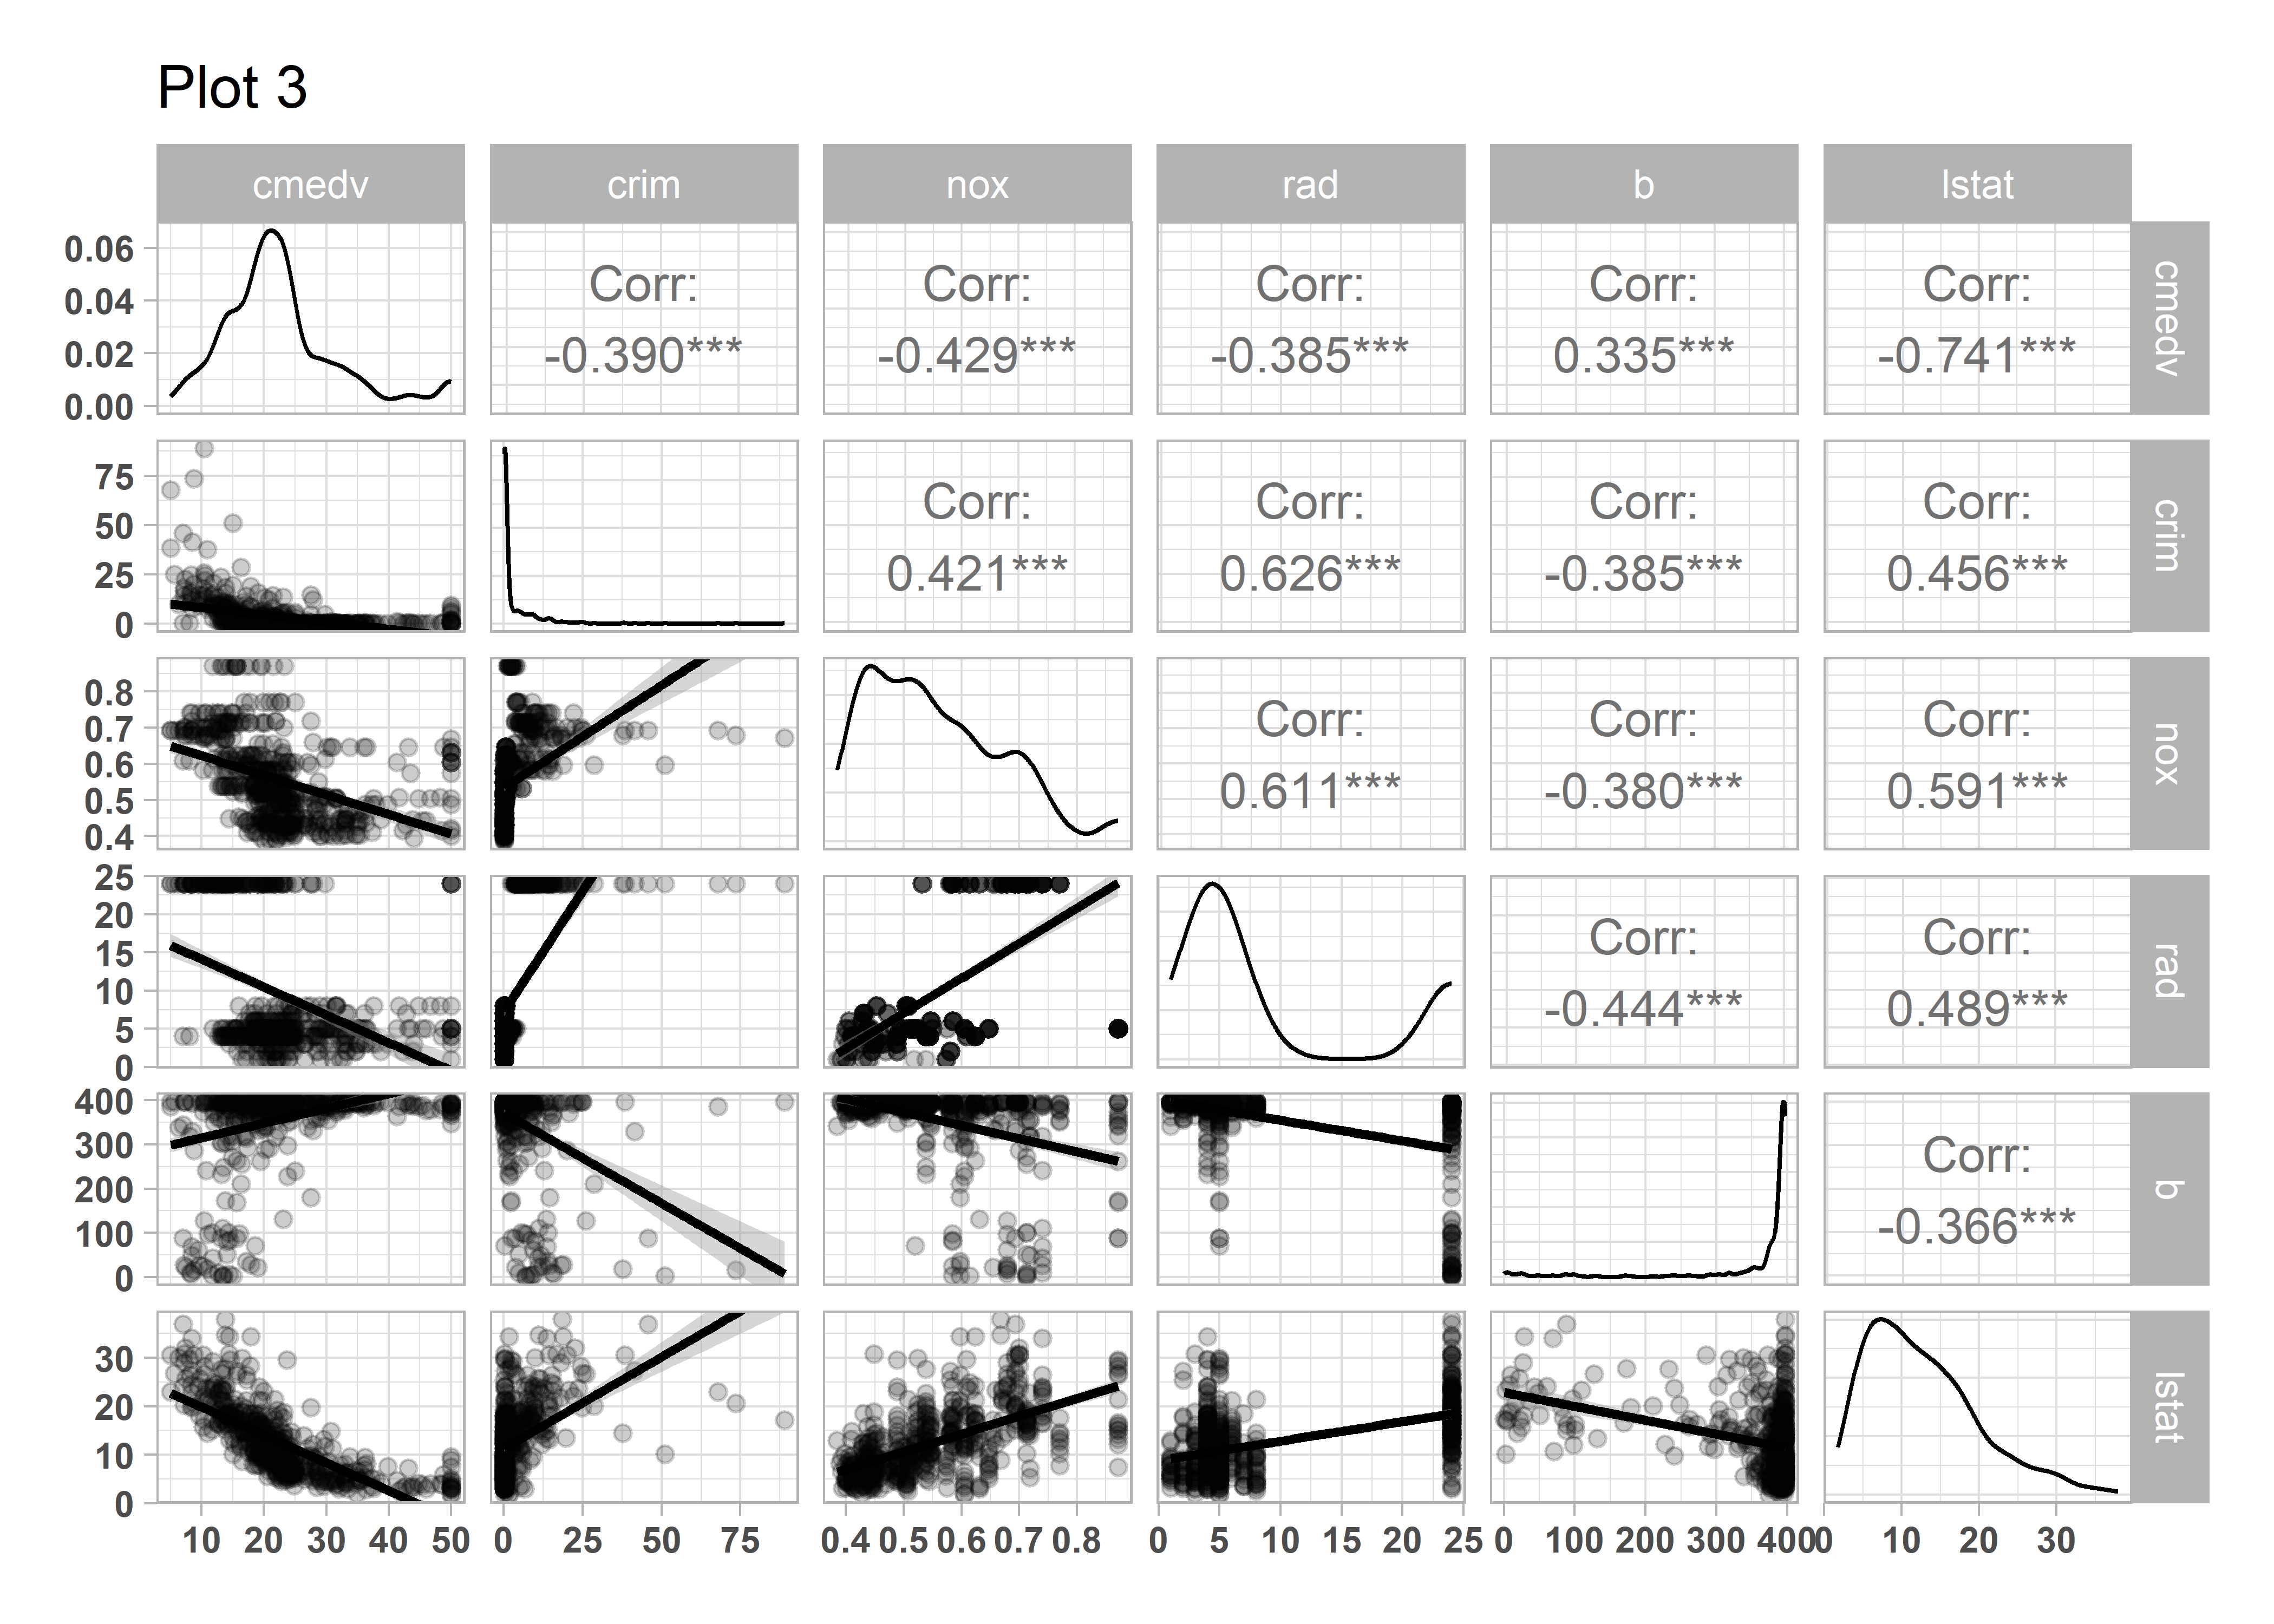 Plot 3
cmedv crim nox rad b lstat
0.06
0.04
0.02
0.00
Corr:
-0.390***
Corr:
-0.429***
Corr:
-0.385***
Corr:
0.335***
Corr:
-0.741***
cmedv
75
50
25
0
Corr:
0.421***
Corr:
0.626***
Corr:
-0.385***
Corr:
0.456***
crim
0.8
0.7
0.6
0.5
0.4
Corr:
0.611***
Corr:
-0.380***
Corr:
0.591***
nox
25
20
15
10
5
0
Corr:
-0.444***
Corr:
0.489***
rad
400
300
200
100
0
Corr:
-0.366***
b
30
20
10
0
lstat
10 20 30 40 50 0 25 50 75 0.4 0.5 0.6 0.7 0.8 0 5 10 15 20 25 0 100 200 300 400 0 10 20 30